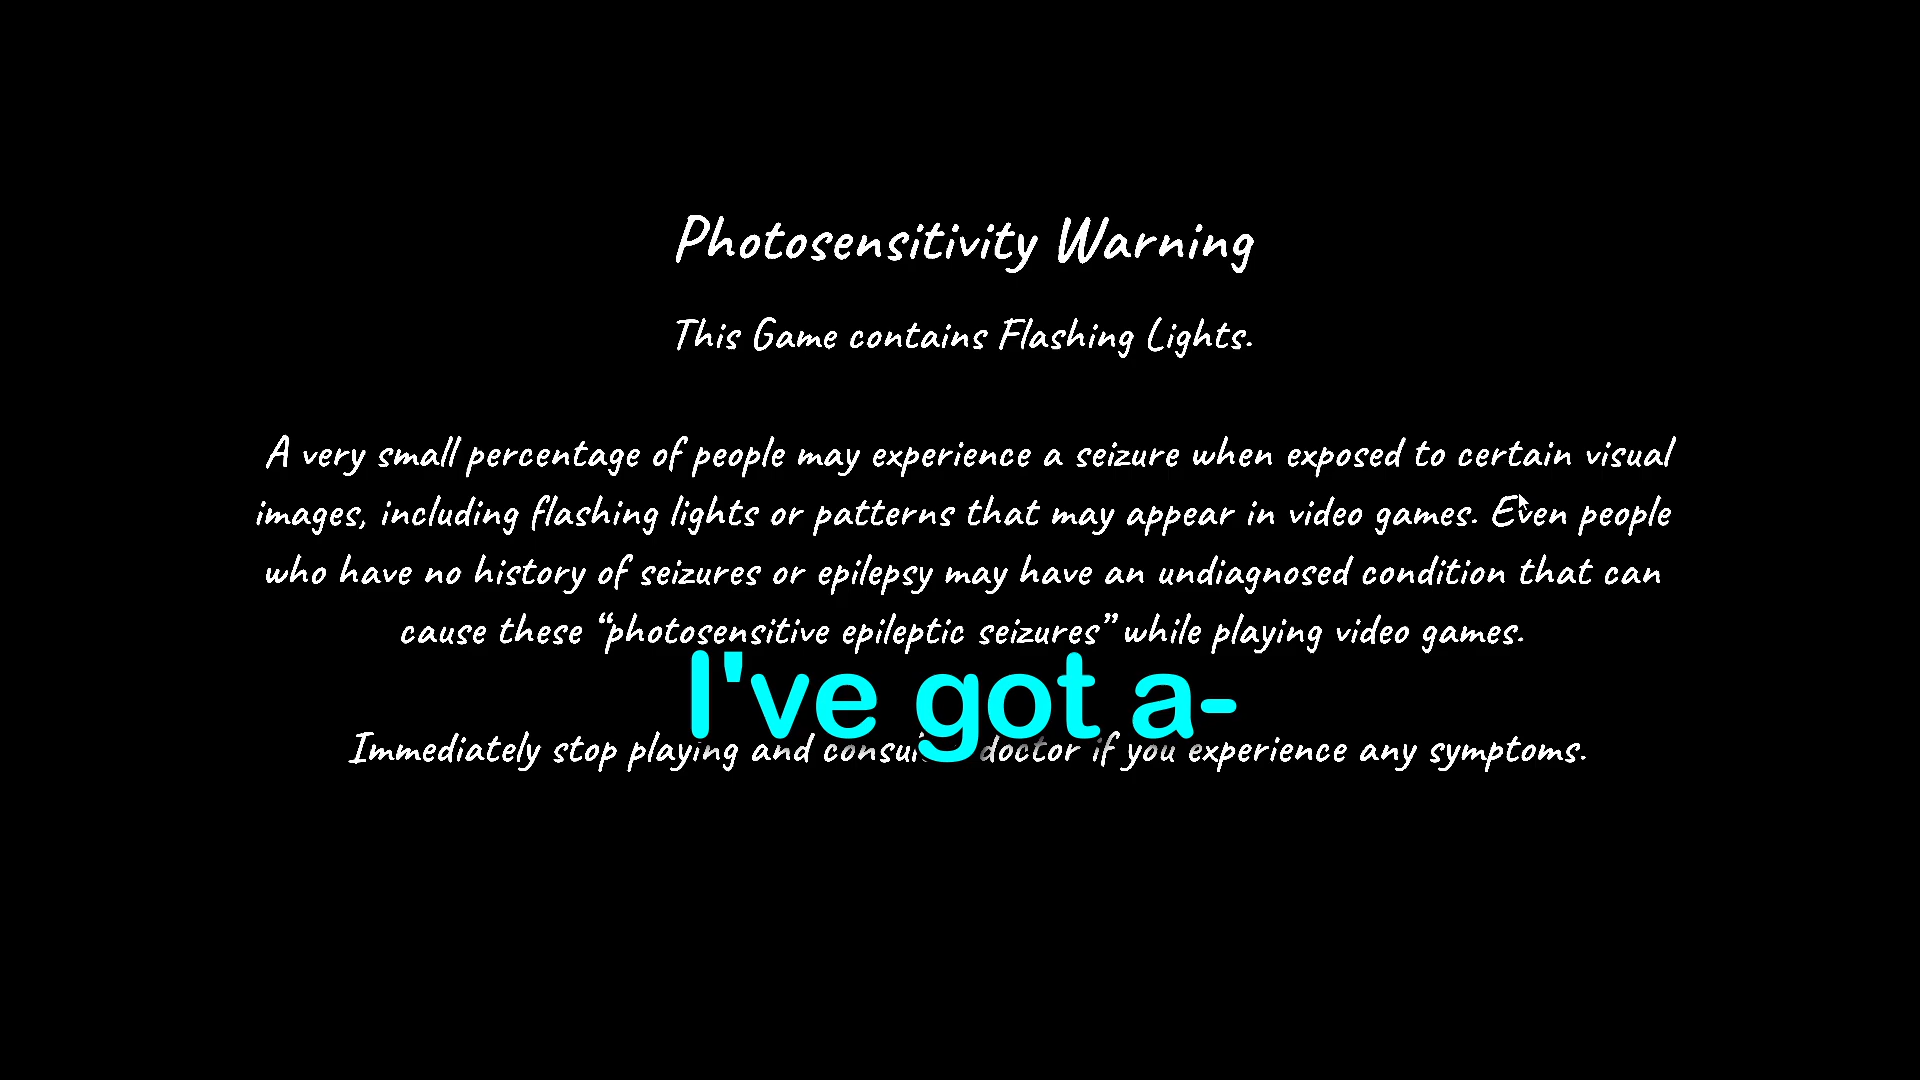 Photosensitivity Warning
This Game contains Flashing Lights.
A very small percentage of people may experience a seizure when exposed to certain visual
images, including flashing lights or patterns that may appear in video games. Even people
who have no history of seizures or epilepsy may have an undiagnosed condition that can
cause these “photosensitive epileptic seizures” while playing video games.
I've got a-
Immediately stop playing and doctor if you experience any symptoms.